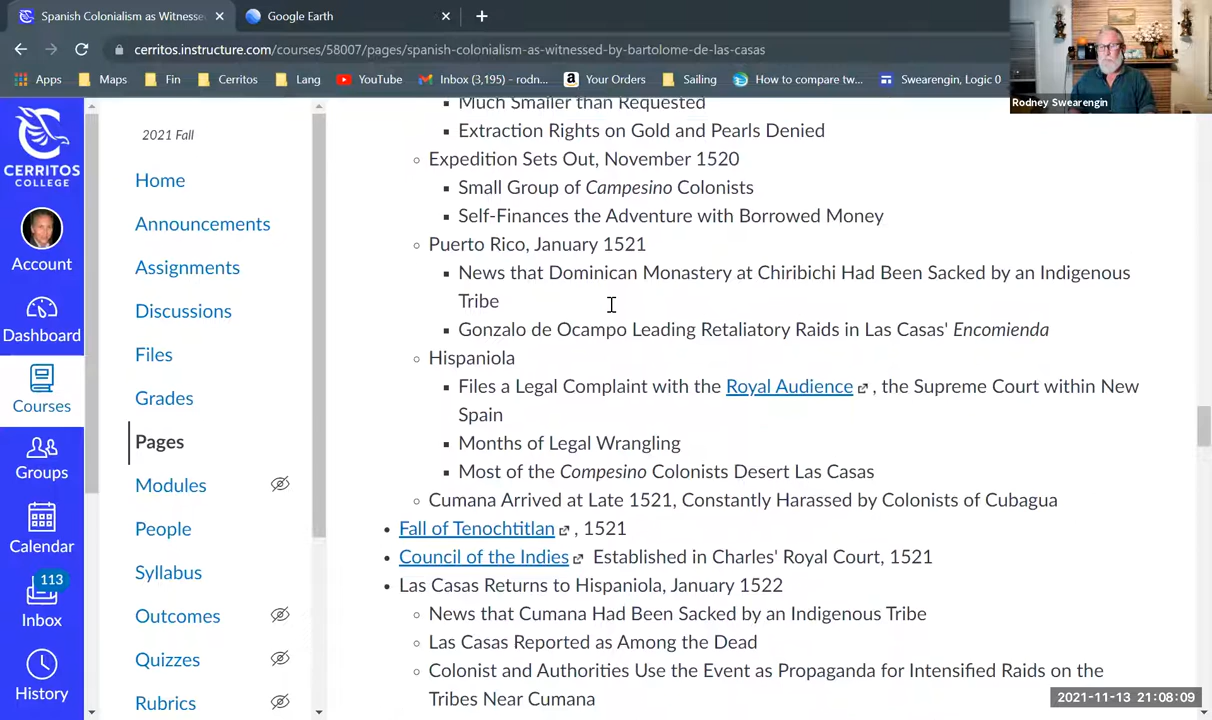 Spanish Colonialism as Witnesse
Google Earth
cerritos.instructure.com/courses/58007/pages/spanish-colonialism-as-witnessed-by-bartolome-de-las-casas
Apps
Maps
Fin
Cerritos
Lang
YouTube
Inbox (3,195) - rodn...
Your Orders
Sailing
How to compare tw...
Swearengin, Logic 0
Rodney Swearengin
CERRITOS
COLLEGE
Account
Dashboard
Courses
Groups
Calendar
113
Inbox
History
2021 Fall
Home
Announcements
Assignments
Discussions
Files
Grades
Pages
Modules
People
Syllabus
Outcomes
Quizzes
Rubrics
Much Smaller than Requested
Extraction Rights on Gold and Pearls Denied
Expedition Sets Out, November 1520
Small Group of Campesino Colonists
Self-Finances the Adventure with Borrowed Money
Puerto Rico, January 1521
News that Dominican Monastery at Chiribichi Had Been Sacked by an Indigenous
Tribe
Gonzalo de Ocampo Leading Retaliatory Raids in Las Casas' Encomienda
Hispaniola
Files a Legal Complaint with the Royal Audience , the Supreme Court within New
Spain
Months of Legal Wrangling
Most of the Compesino Colonists Desert Las Casas
Cumana Arrived at Late 1521, Constantly Harassed by Colonists of Cubagua
Fall of Tenochtitlan , 1521
Council of the Indies Established in Charles' Royal Court, 1521
Las Casas Returns to Hispaniola, January 1522
News that Cumana Had Been Sacked by an Indigenous Tribe
Las Casas Reported as Among the Dead
Colonist and Authorities Use the Event as Propaganda for Intensified Raids on the
Tribes Near Cumana
2021-11-13 21:08:09